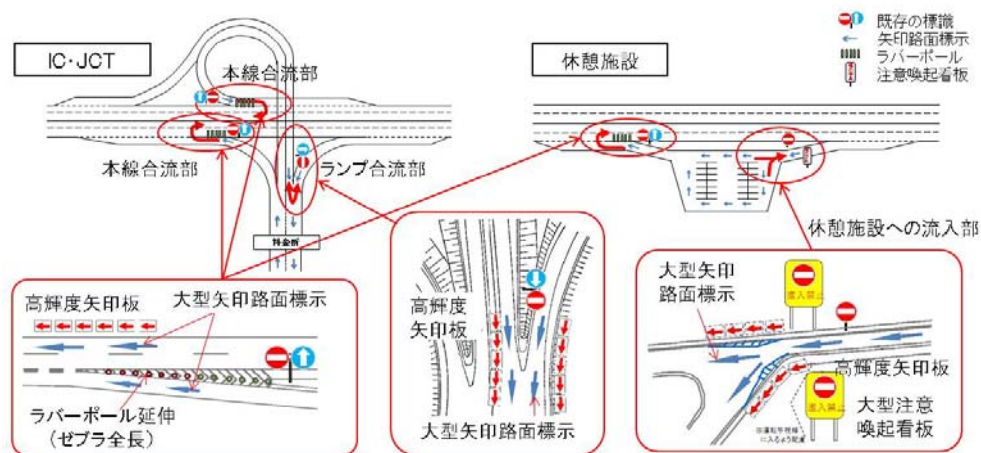 IC・JCT
本線合流部
本線合流部
ランプ合流部
料金所
休憩施設
既存の標識
矢印路面標示
ラバーポール
注意喚起看板
休憩施設への流入部
高輝度矢印板
大型矢印路面標示
ラバーポール延伸
（ゼブラ全長）
高輝度
矢印板
大型矢印路面標示
大型矢印
路面標示
進入禁止
高輝度矢印板
進入禁止
大型注意
喚起看板